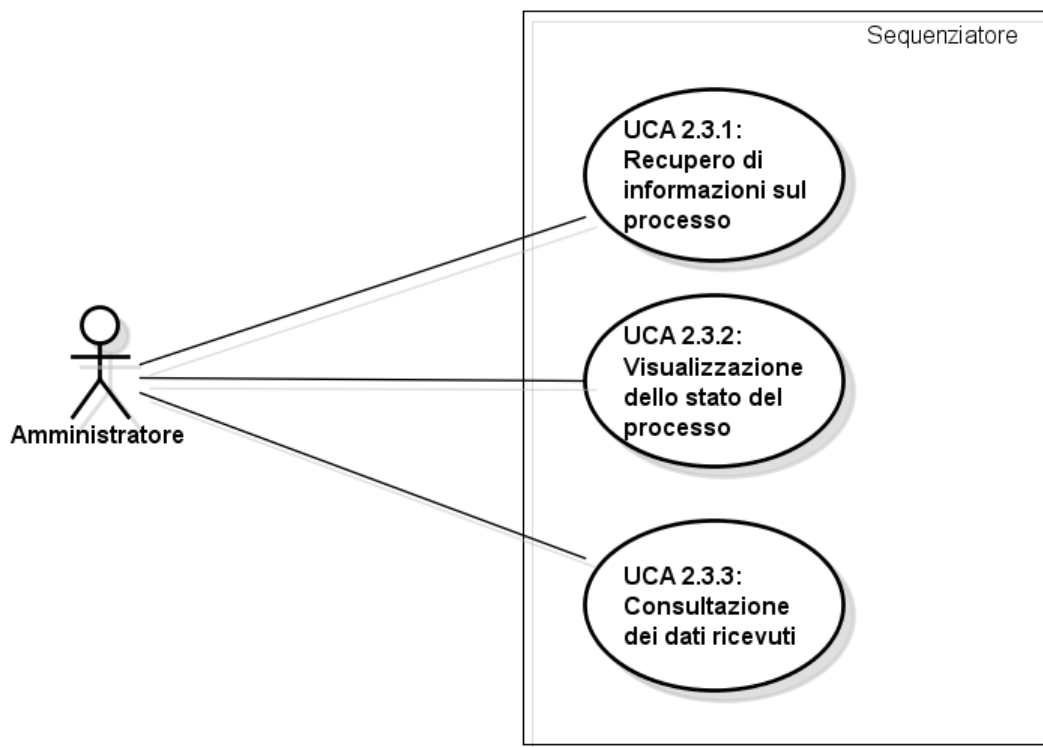 Sequenziatore
UCA 2.3.1:
Recupero di
informazioni sul
processo
UCA 2.3.2:
Visualizzazione
dello stato del
processo
Amministratore
UCA 2.3.3:
Consultazione
dei dati ricevuti